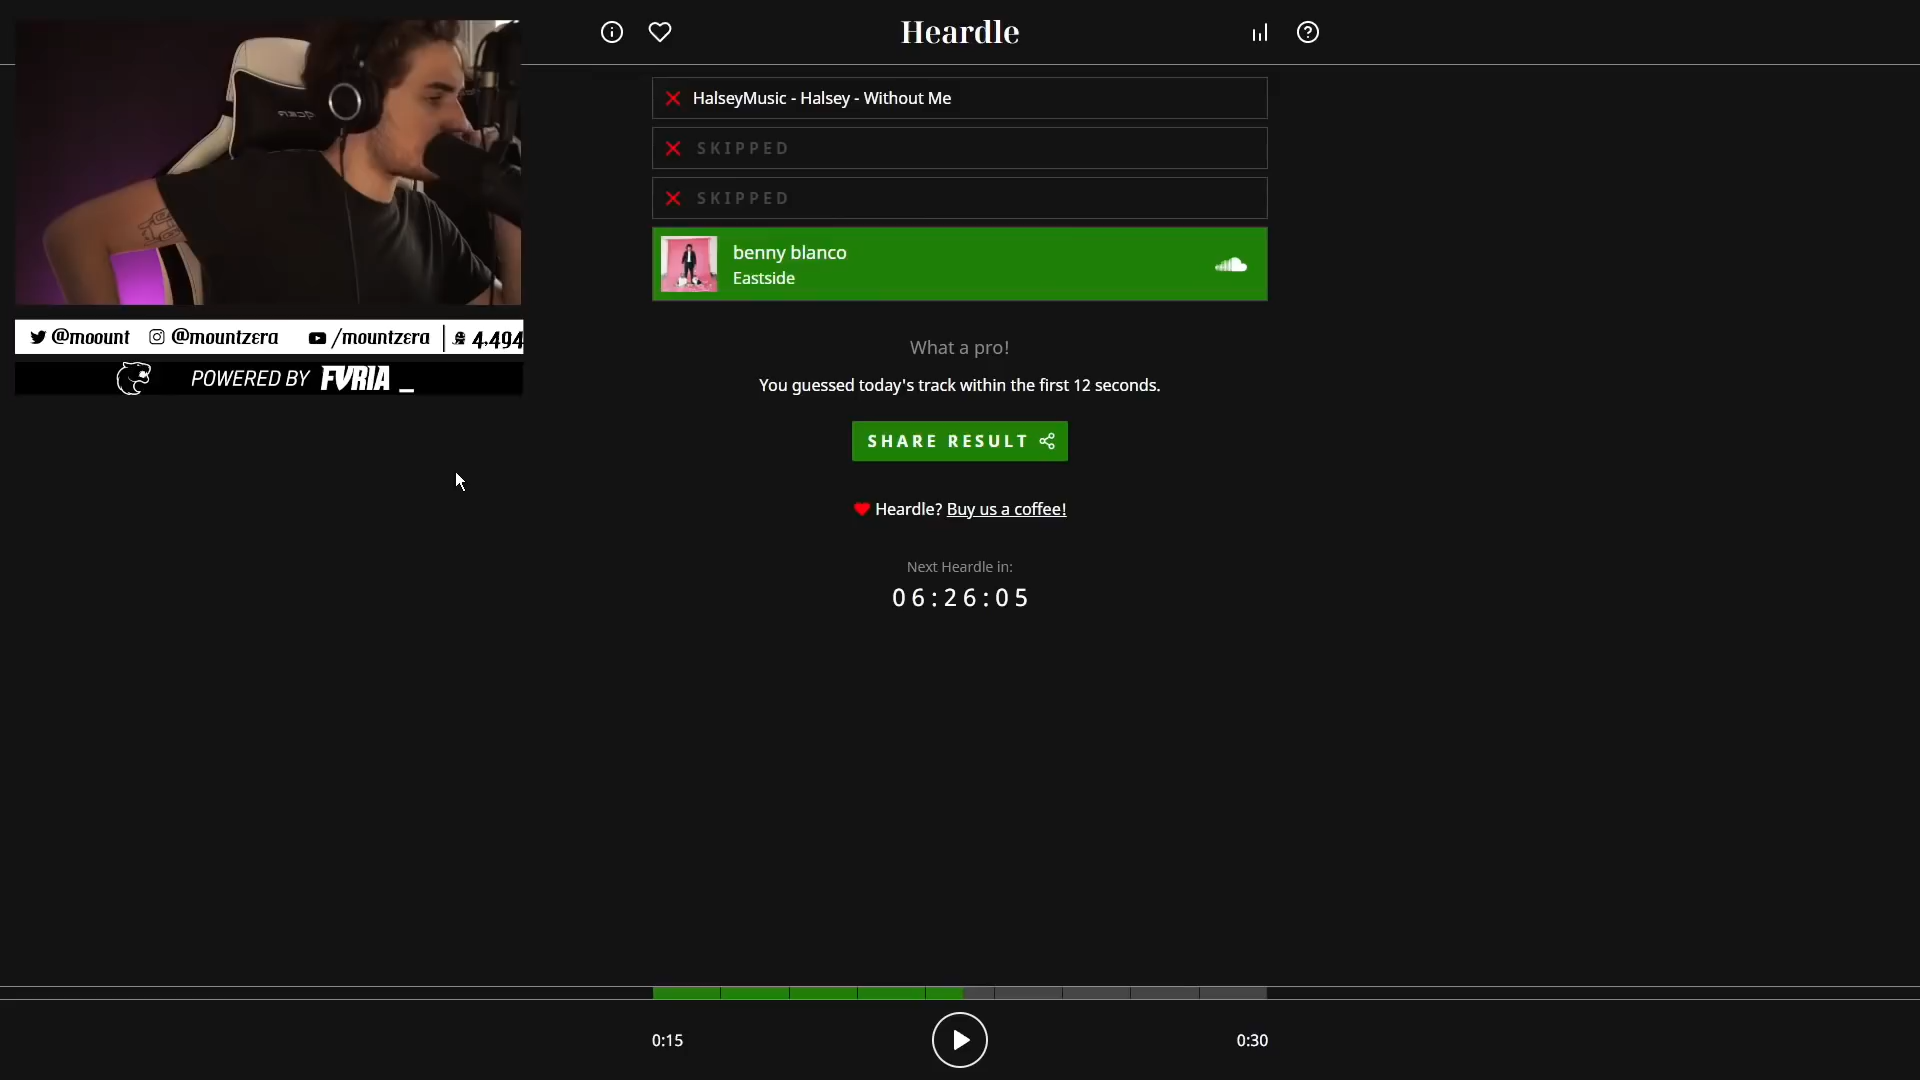 Heardle
HalseyMusic - Halsey - Without Me
SKIPPED
SKIPPED
benny blanco
Eastside
@moount @mountzera /mountzera | 4.494
POWERED BY FVRIA _
What a pro!
You guessed today's track within the first 12 seconds.
SHARE RESULT
Heardle? Buy us a coffee!
Next Heardle in:
06:26:05
0:15
0:30